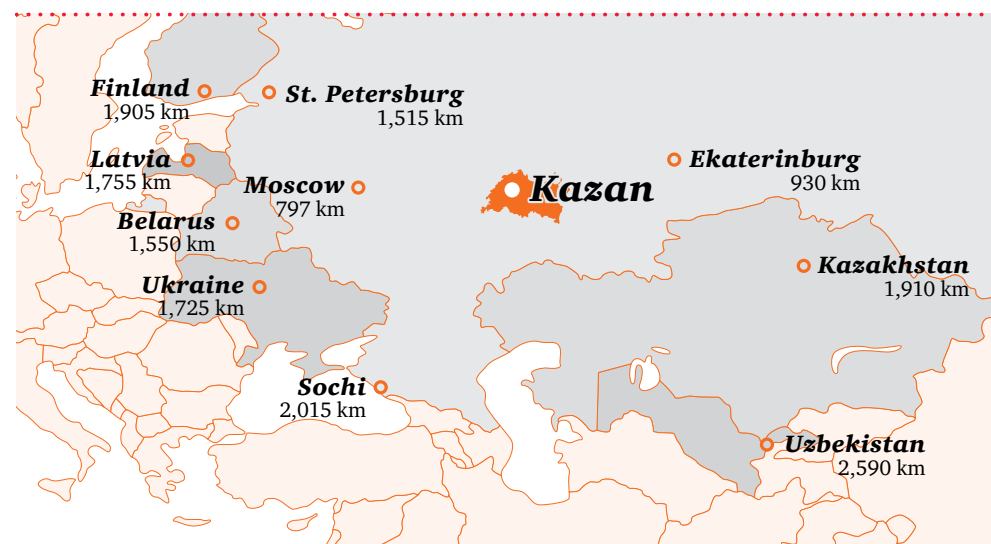 Finland
1,905 km
St. Petersburg
1,515 km
Latvia
1,755 km
Moscow
797 km
Ekaterinburg
930 km
Kazan
Belarus
1,550 km
Ukraine
1,725 km
Kazakhstan
1,910 km
Sochi
2,015 km
Uzbekistan
2,590 km